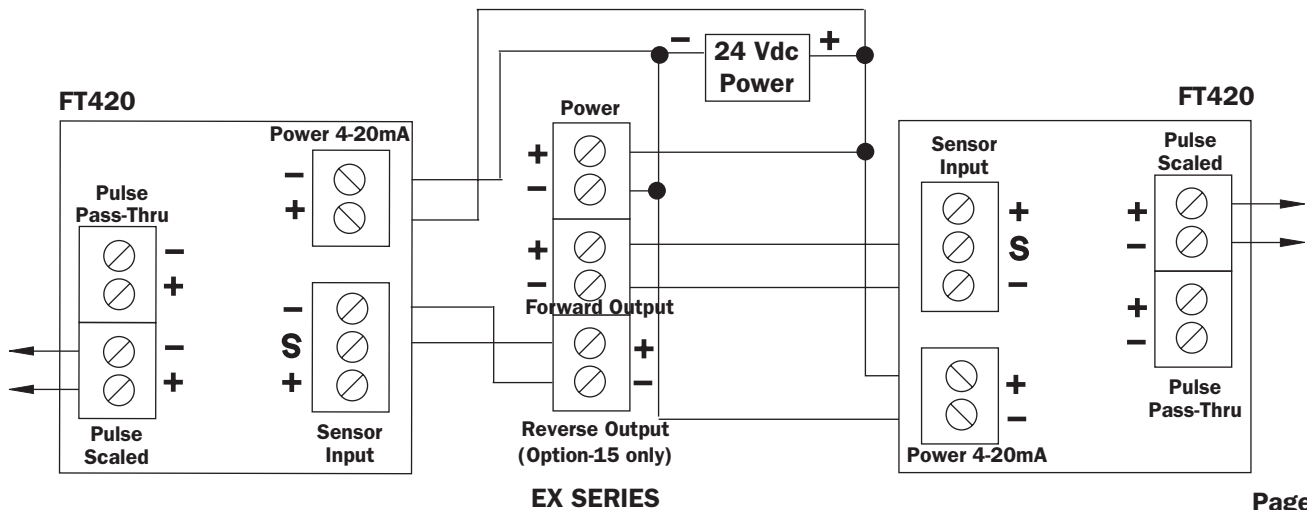 − 24 Vdc +
Power
FT420
Power 4-20mA
−
+
Pulse
Pass-Thru
−
+
−
+
Pulse
Scaled
−
S
+
Sensor
Input
Power
+
−
+
−
Forward Output
+
−
Reverse Output
(Option-15 only)
EX SERIES
FT420
Sensor
Input
+
S
−
+
−
Power 4-20mA
Pulse
Scaled
+
−
+
−
Pulse
Pass-Thru
Page